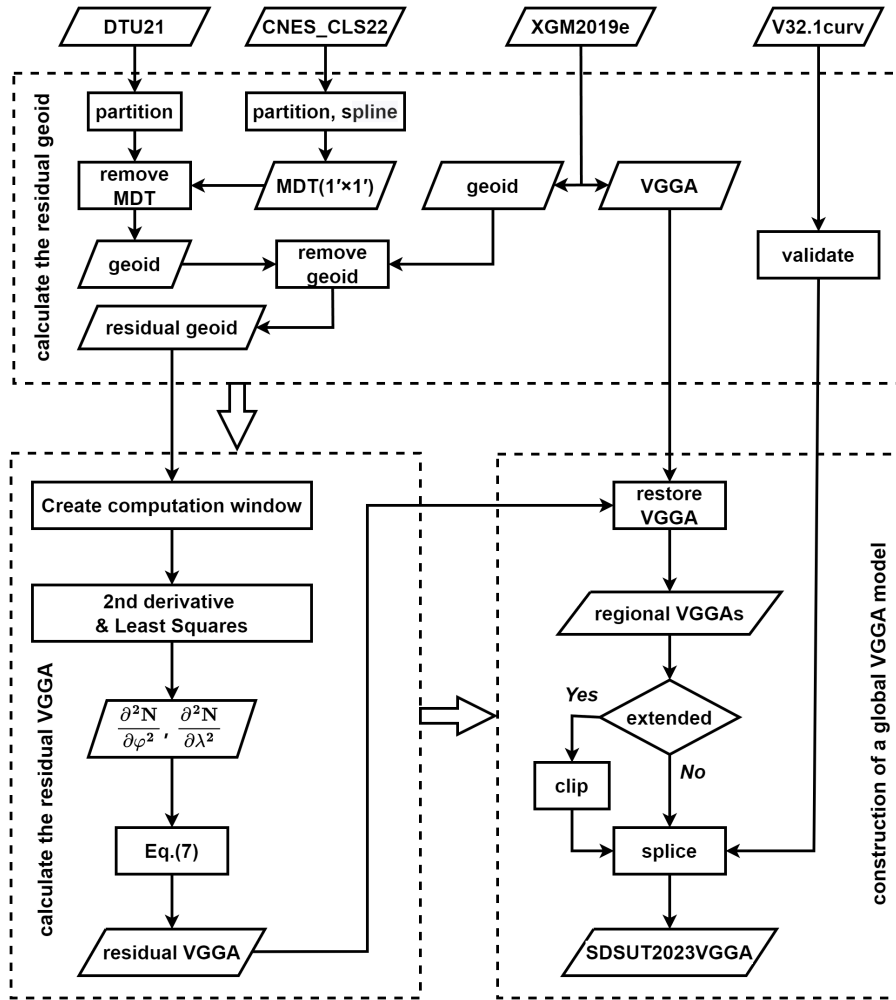 DTU21
CNES_CLS22
XGM2019e
V32.1curv
calculate the residual geoid
partition
partition, spline
remove
MDT
MDT(1′×1′)
geoid
VGGA
geoid
remove
geoid
validate
residual geoid
calculate the residual VGGA
Create computation window
2nd derivative
& Least Squares
∂²N/∂φ², ∂²N/∂λ²
Eq.(7)
residual VGGA
restore
VGGA
regional VGGAs
Yes
extended
No
clip
splice
SDSUT2023VGGA
construction of a global VGGA model